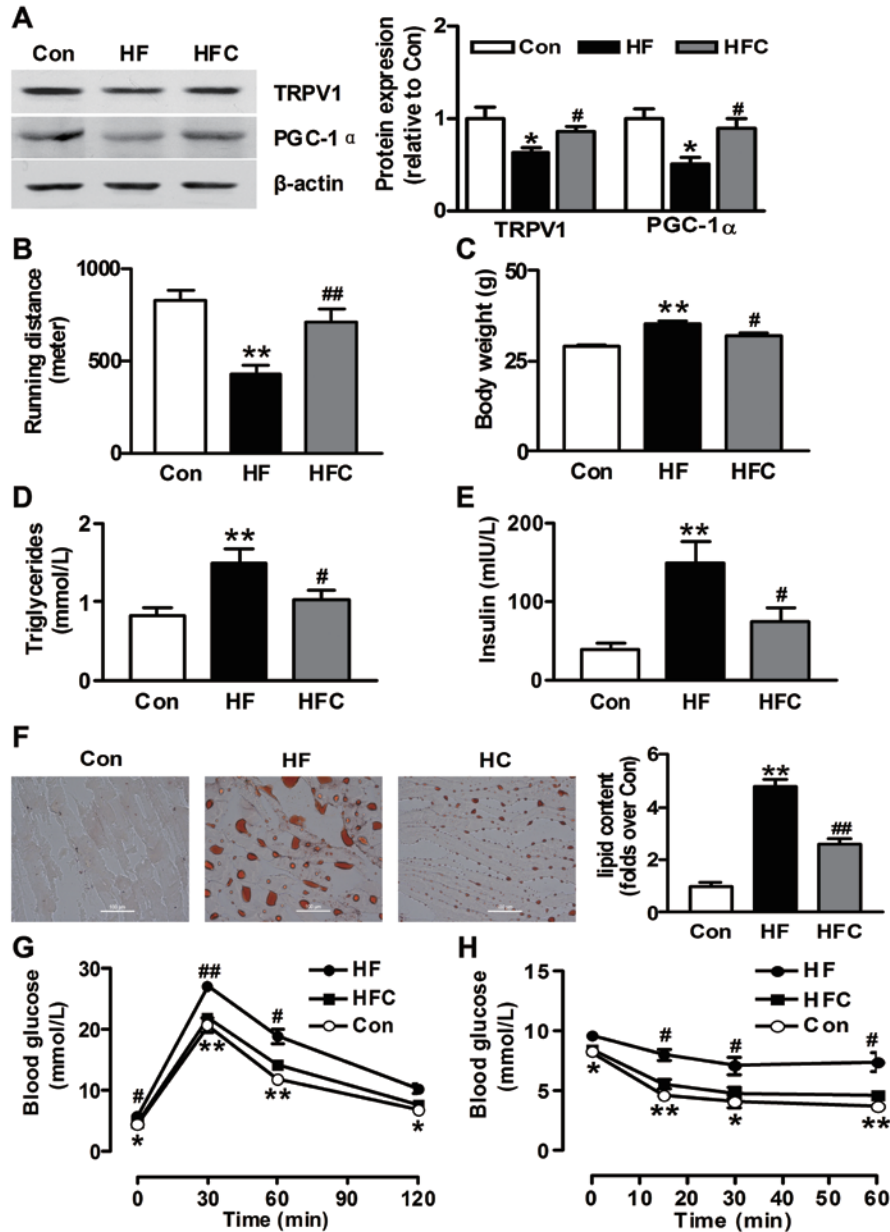 A
Con HF HFC
TRPV1
PGC-1 α
β-actin
Protein expresion
(relative to Con)
2
1
0
Con HF HFC
* # * #
TRPV1 PGC-1α
B
Running distance
(meter)
1000
500
0
** ##
Con HF HFC
C
Body weight (g)
50
25
0
** #
Con HF HFC
D
Triglycerides
(mmol/L)
2
1
0
** #
Con HF HFC
E
Insulin (mIU/L)
200
100
0
** #
Con HF HFC
F
Con HF HC
lipid content
(folds over Con)
6
4
2
0
** ##
Con HF HFC
G
Blood glucose
(mmol/L)
30
20
10
0
HF
HFC
Con
# ## #
* ** ** *
0 30 60 90 120
Time (min)
H
Blood glucose
(mmol/L)
15
10
5
0
HF
HFC
Con
# # #
* ** * **
0 10 20 30 40 50 60
Time (min)